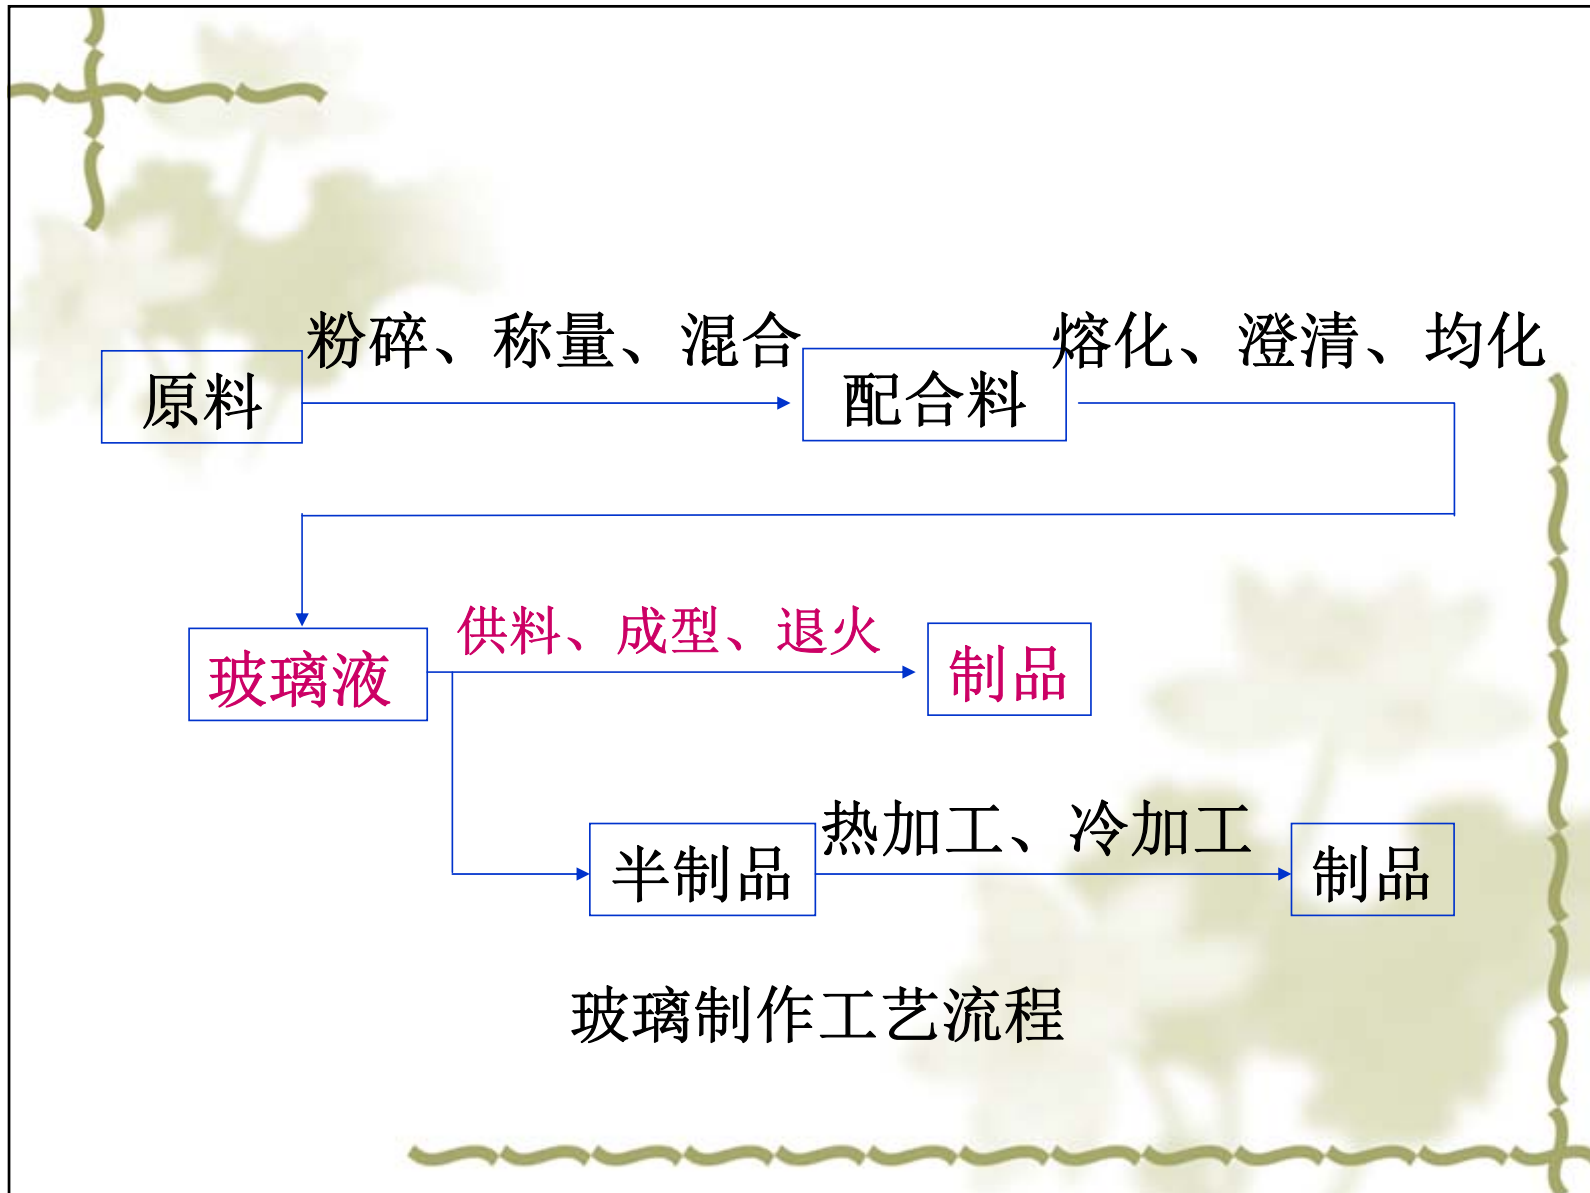 粉碎、称量、混合
熔化、澄清、均化
原料
配合料
供料、成型、退火
玻璃液
制品
热加工、冷加工
半制品
制品
玻璃制作工艺流程